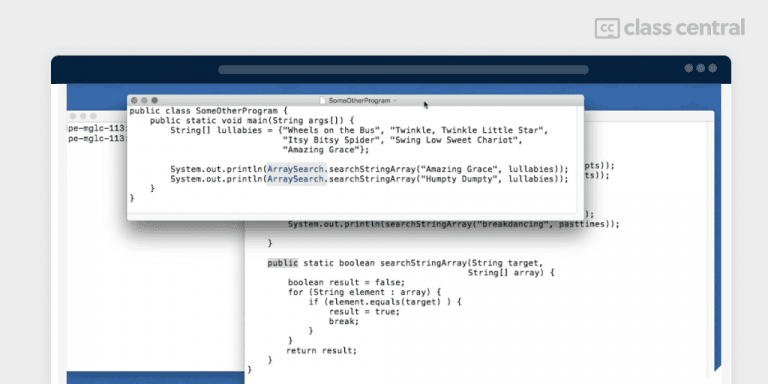 class central
SomeOtherProgram
public class SomeOtherProgram {
public static void main(String args[]) {
String[] lullabies = {"Wheels on the Bus", "Twinkle, Twinkle Little Star",
"Itsy Bitsy Spider", "Swing Low Sweet Chariot",
"Amazing Grace"};
System.out.println(ArraySearch.searchStringArray("Amazing Grace", lullabies));
System.out.println(ArraySearch.searchStringArray("Humpty Dumpty", lullabies));
}
}
pe-mglc-113:
pe-mglc-113:
pts));
ts));
);
System.out.println(searchStringArray("breakdancing", pasttimes));
}
public static boolean searchStringArray(String target,
String[] array) {
boolean result = false;
for (String element : array) {
if (element.equals(target) ) {
result = true;
break;
}
}
return result;
}
}